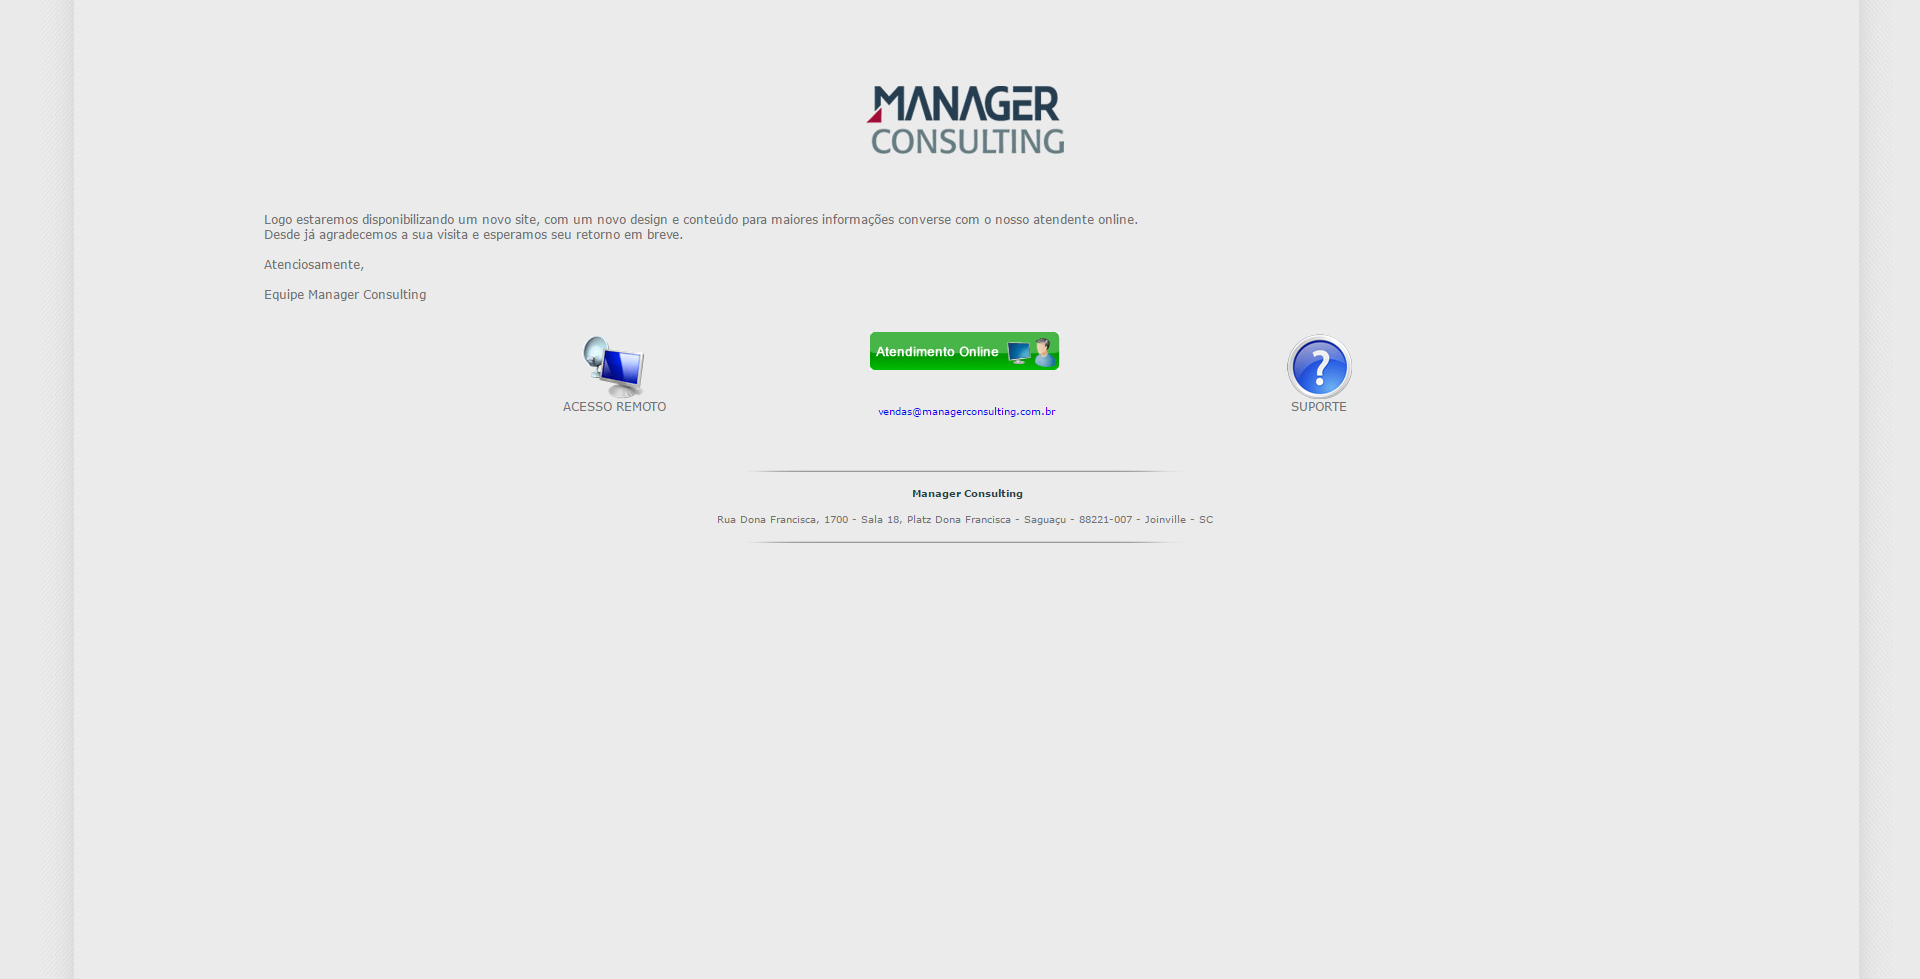 MANAGER
CONSULTING
Logo estaremos disponibilizando um novo site, com um novo design e conteúdo para maiores informações converse com o nosso atendente online.
Desde já agradecemos a sua visita e esperamos seu retorno em breve.
Atenciosamente,
Equipe Manager Consulting
Atendimento Online
?
ACESSO REMOTO
vendas@managerconsulting.com.br
SUPORTE
Manager Consulting
Rua Dona Francisca, 1700 - Sala 18, Platz Dona Francisca - Saguaçu - 88221-007 - Joinville - SC